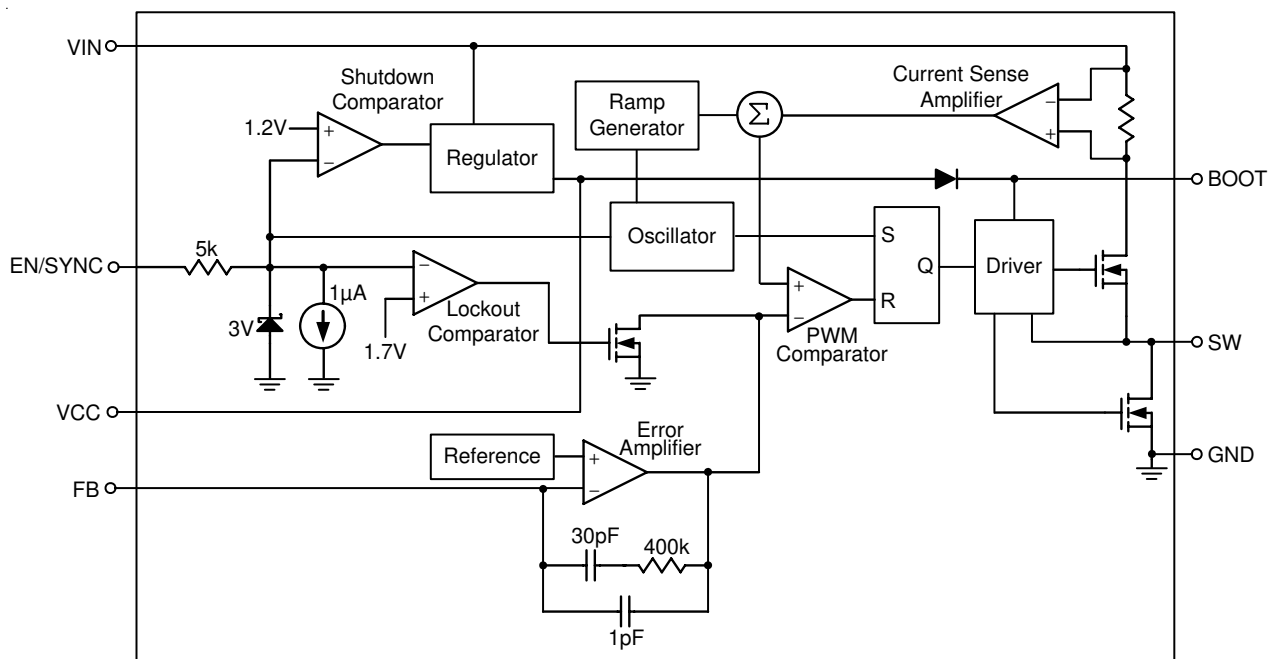 VIN
Shutdown
Comparator
1.2V
+
−
Regulator
Ramp
Generator
Σ
Current Sense
Amplifier
−
+
BOOT
Oscillator
S
Q
R
Driver
EN/SYNC
5k
3V
1µA
−
+
1.7V
Lockout
Comparator
+
−
PWM
Comparator
SW
VCC
Reference
Error
Amplifier
+
−
GND
FB
30pF
400k
1pF